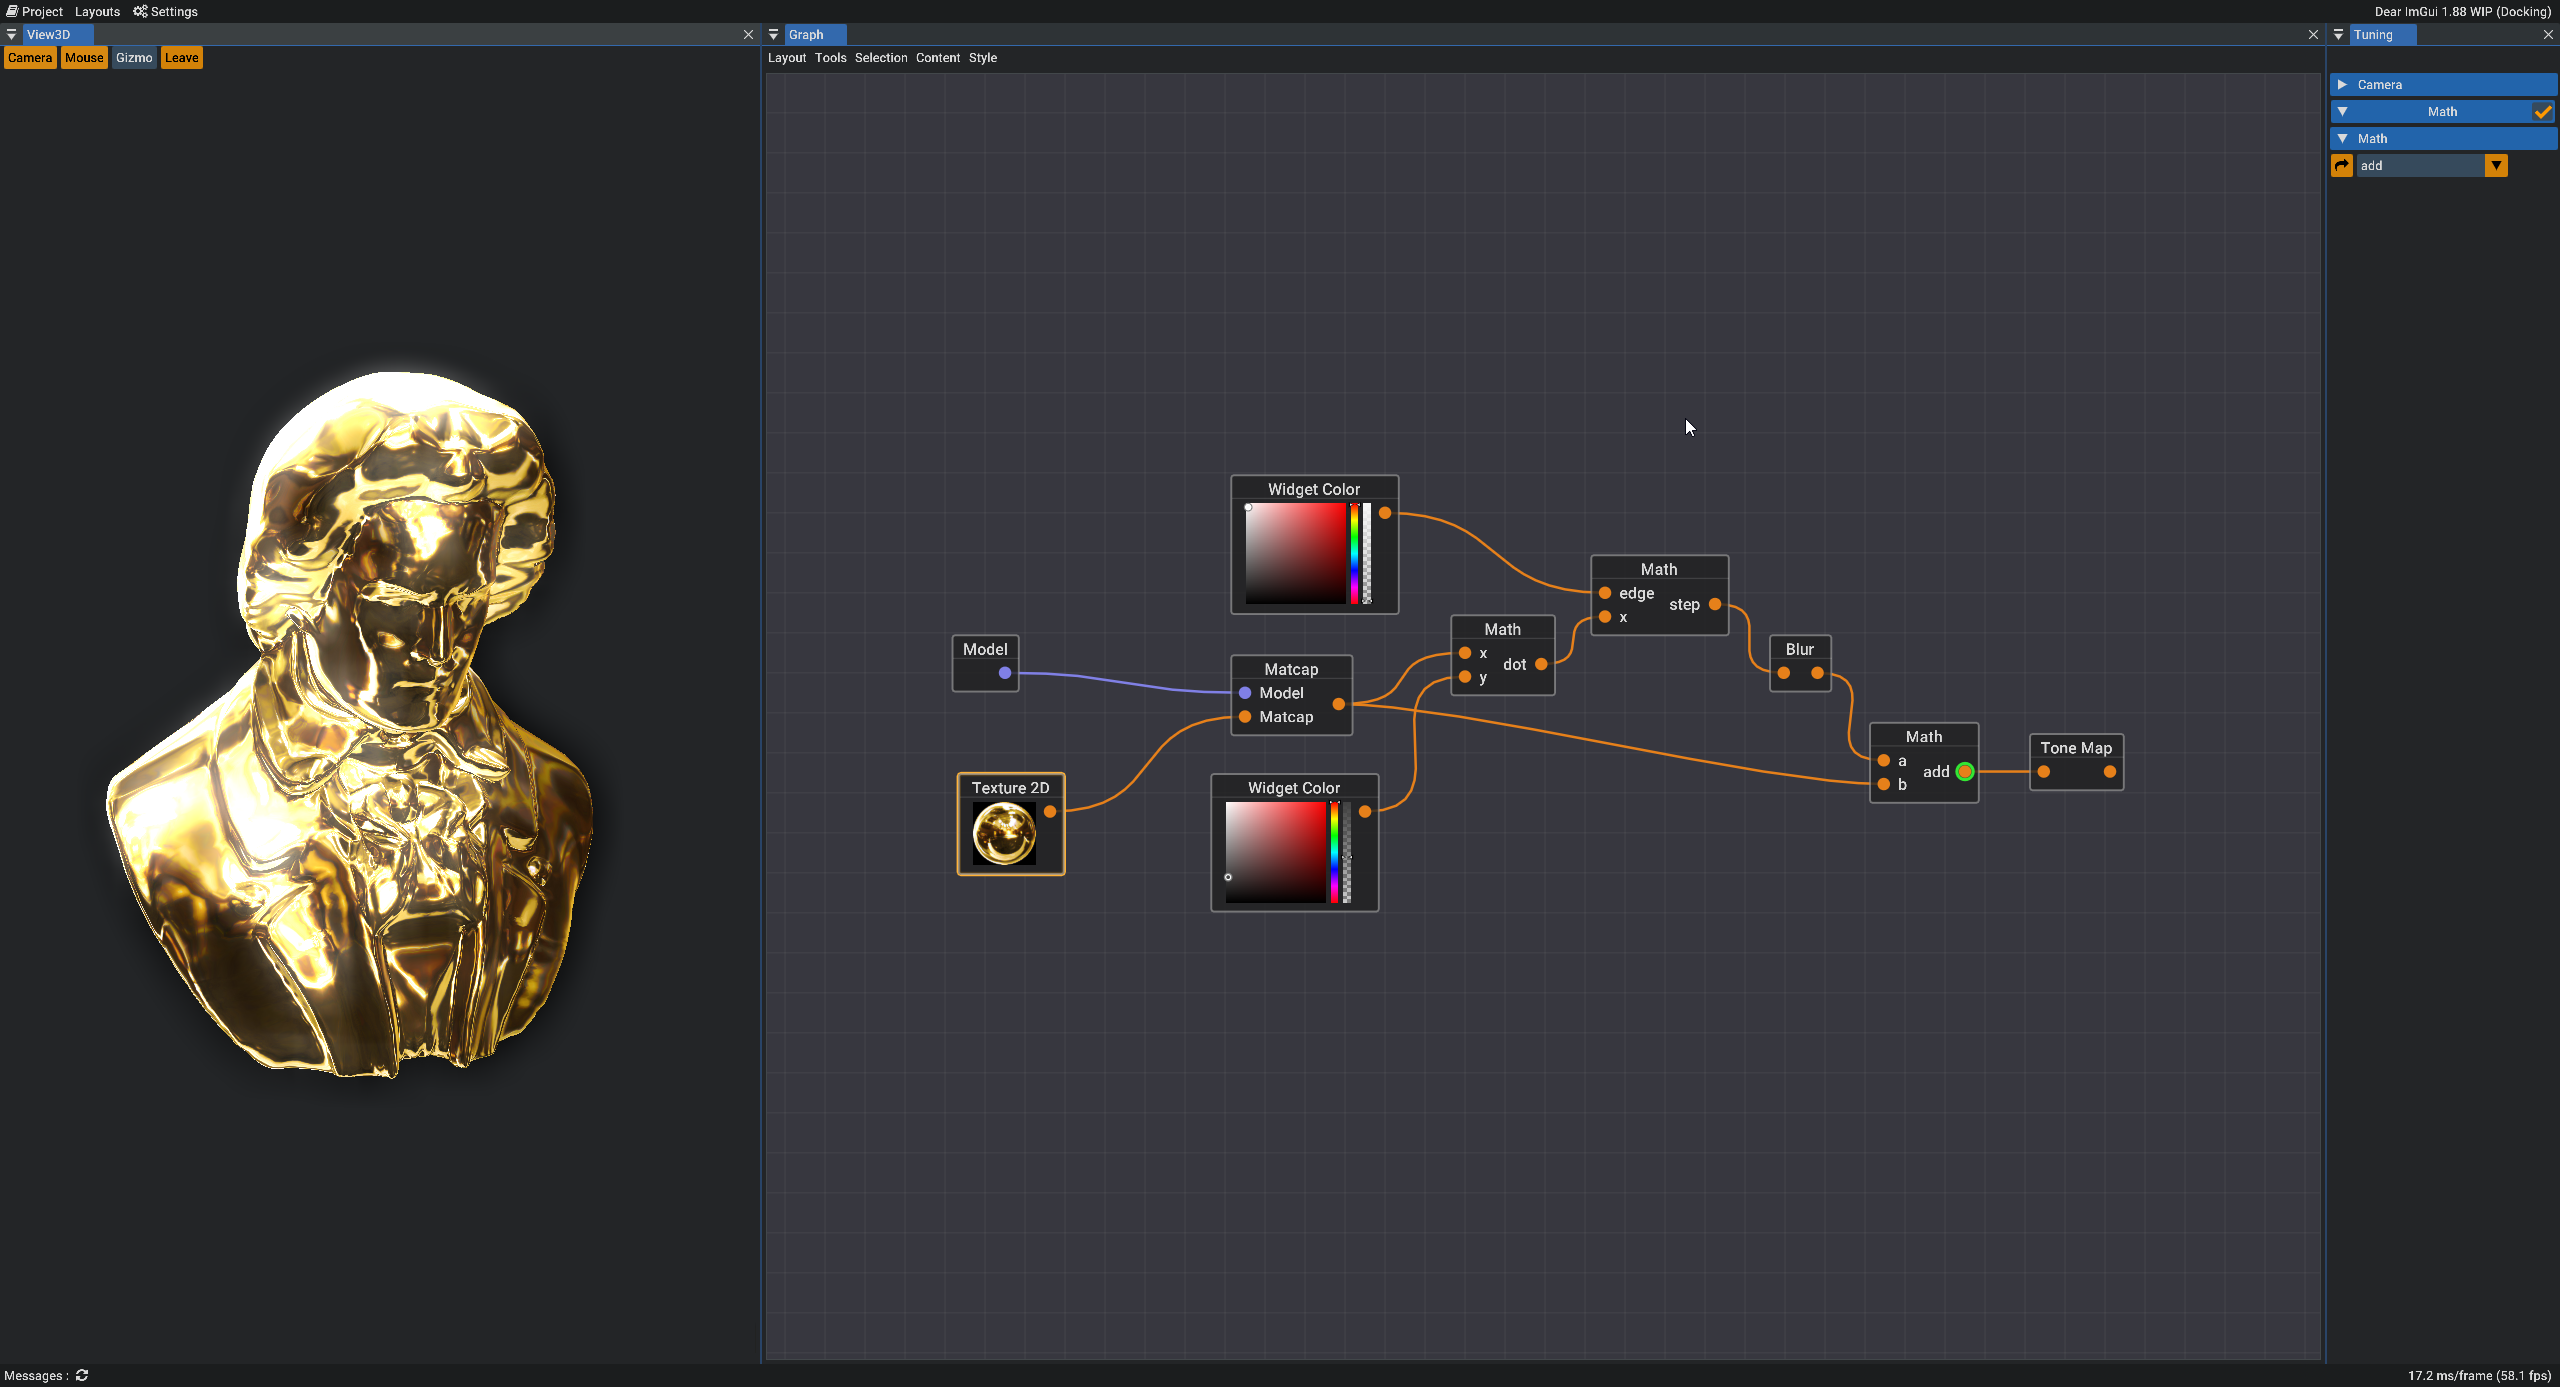 Project Layouts Settings
Dear ImGui 1.88 WIP (Docking)
View3D
Camera Mouse Gizmo Leave
Graph
Layout Tools Selection Content Style
Widget Color
Math
edge
step
x
Math
x
dot
y
Model
Matcap
Model
Matcap
Blur
Texture 2D
Widget Color
Math
a
add
b
Tone Map
Tuning
Camera
Math
Math
add
Messages :
17.2 ms/frame (58.1 fps)